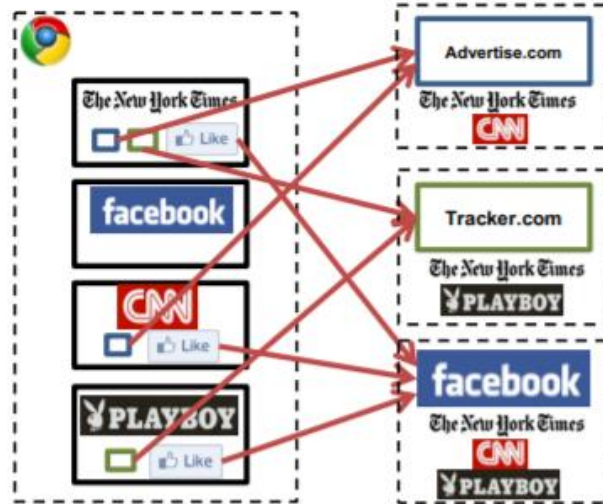 The New York Times
Like
facebook
CNN
Like
PLAYBOY
Like
Advertise.com
The New York Times
CNN
Tracker.com
The New York Times
PLAYBOY
facebook
The New York Times
CNN
PLAYBOY